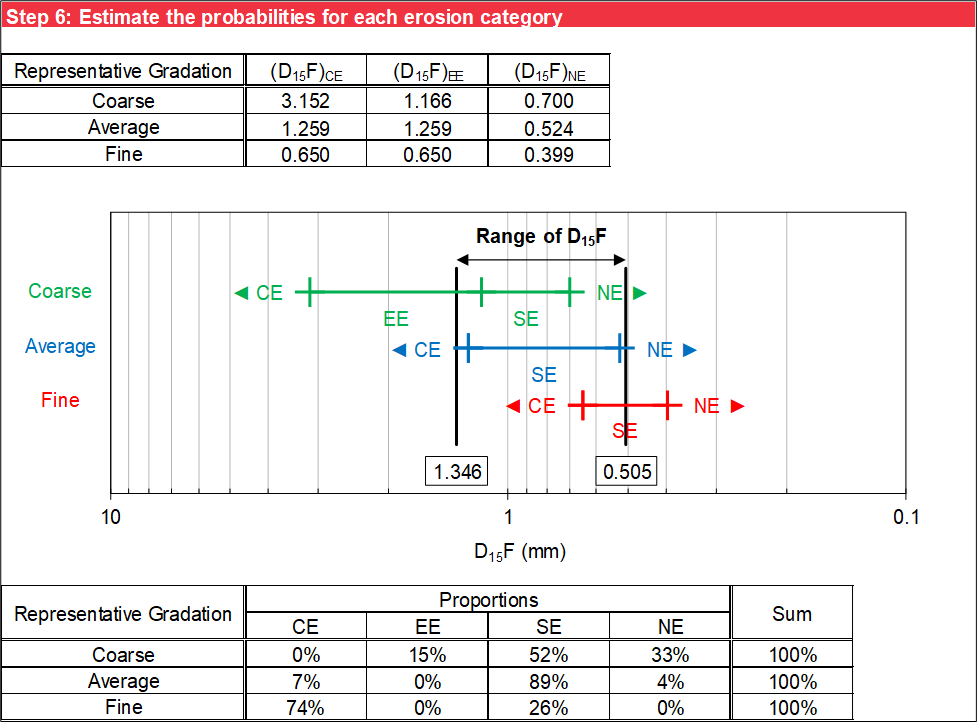 Step 6: Estimate the probabilities for each erosion category
Representative Gradation (D15F)CE (D15F)EE (D15F)NE
Coarse 3.152 1.166 0.700
Average 1.259 1.259 0.524
Fine 0.650 0.650 0.399
Range of D15F
Coarse ◄ CE NE ►
EE SE
Average ◄ CE NE ►
SE
Fine ◄ CE NE ►
SE
1.346 0.505
10 1 0.1
D15F (mm)
Representative Gradation Proportions Sum
CE EE SE NE
Coarse 0% 15% 52% 33% 100%
Average 7% 0% 89% 4% 100%
Fine 74% 0% 26% 0% 100%